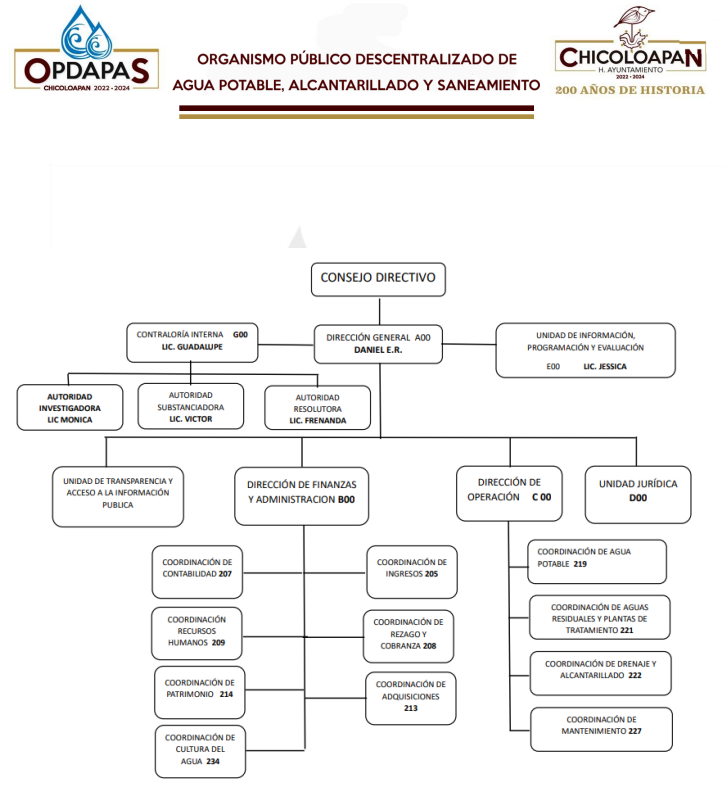 OPDAPAS
CHICOLOAPAN 2022 - 2024
ORGANISMO PÚBLICO DESCENTRALIZADO DE
AGUA POTABLE, ALCANTARILLADO Y SANEAMIENTO
CHICOLOAPAN
H. AYUNTAMIENTO
2022 - 2024
200 AÑOS DE HISTORIA
CONSEJO DIRECTIVO
CONTRALORÍA INTERNA G00
LIC. GUADALUPE
DIRECCIÓN GENERAL A00
DANIEL E.R.
UNIDAD DE INFORMACIÓN,
PROGRAMACIÓN Y EVALUACIÓN
E00 LIC. JESSICA
AUTORIDAD
INVESTIGADORA
LIC MONICA
AUTORIDAD
SUBSTANCIADORA
LIC. VICTOR
AUTORIDAD
RESOLUTORA
LIC. FRENANDA
UNIDAD DE TRANSPARENCIA Y
ACCESO A LA INFORMACIÓN
PUBLICA
DIRECCIÓN DE FINANZAS
Y ADMINISTRACION B00
DIRECCIÓN DE
OPERACIÓN C 00
UNIDAD JURÍDICA
D00
COORDINACIÓN DE
CONTABILIDAD 207
COORDINACIÓN DE
INGRESOS 205
COORDINACIÓN DE AGUA
POTABLE 219
COORDINACIÓN
RECURSOS
HUMANOS 209
COORDINACIÓN DE
REZAGO Y
COBRANZA 208
COORDINACIÓN DE AGUAS
RESIDUALES Y PLANTAS DE
TRATAMIENTO 221
COORDINACIÓN DE
PATRIMONIO 214
COORDINACIÓN DE
ADQUISICIONES
213
COORDINACIÓN DE DRENAJE Y
ALCANTARILLADO 222
COORDINACIÓN DE
CULTURA DEL
AGUA 234
COORDINACIÓN DE
MANTENIMIENTO 227